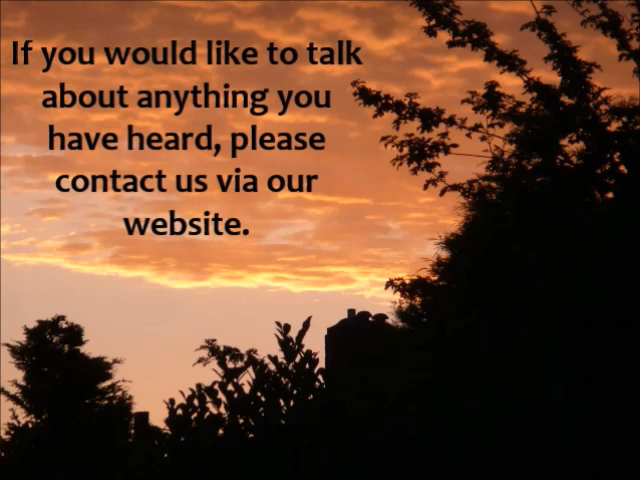 If you would like to talk
about anything you
have heard, please
contact us via our
website.